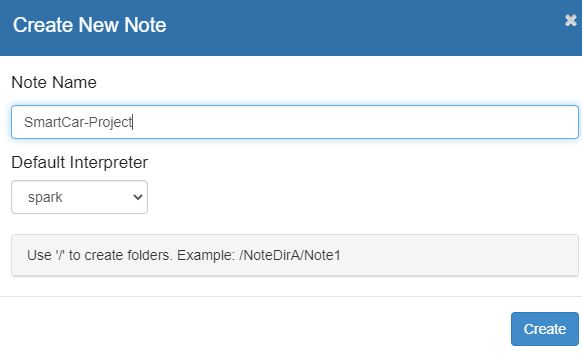 Create New Note
Note Name
SmartCar-Project
Default Interpreter
spark
Use '/' to create folders. Example: /NoteDirA/Note1
Create